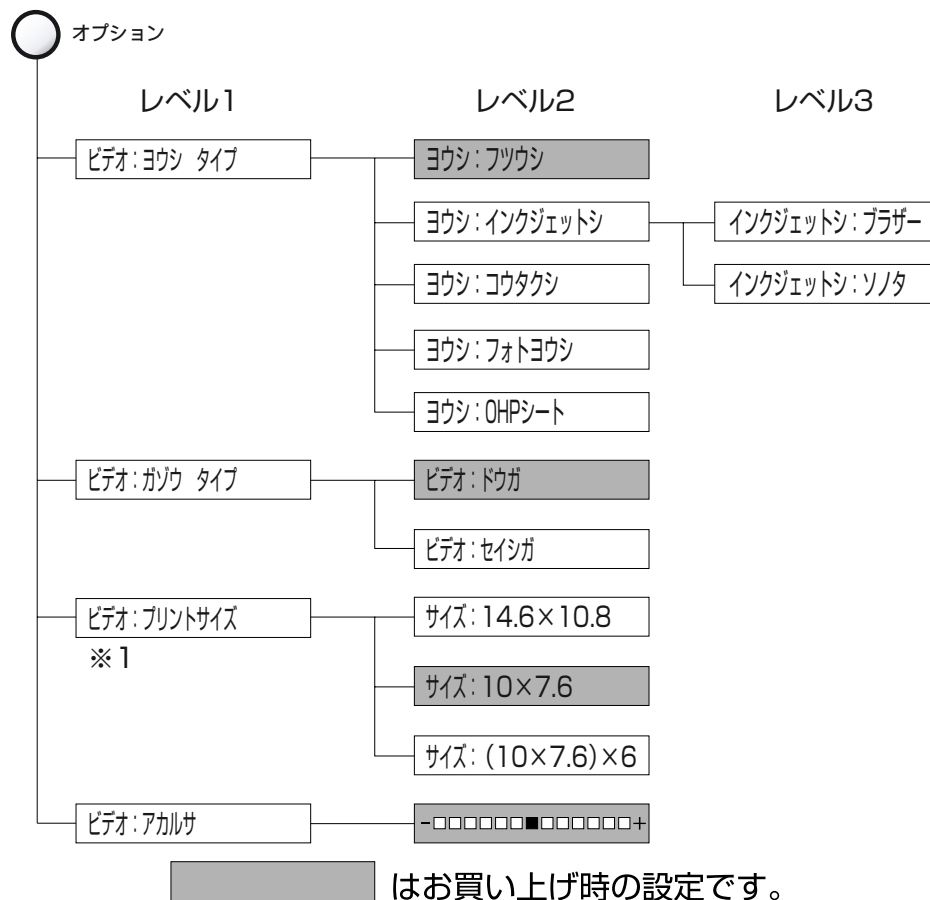 オプション
レベル1 レベル2 レベル3
ビデオ：ヨウシ タイプ ヨウシ：フツウシ
ヨウシ：インクジェットシ インクジェットシ：ブラザー
ヨウシ：コウタクシ インクジェットシ：ソノタ
ヨウシ：フォトヨウシ
ヨウシ：OHPシート
ビデオ：ガゾウ タイプ ビデオ：ドウガ
ビデオ：セイシガ
ビデオ：プリントサイズ サイズ：14.6×10.8
※1
サイズ：10×7.6
サイズ：(10×7.6)×6
ビデオ：アカルサ -□□□□□□■□□□□□□+
はお買い上げ時の設定です。